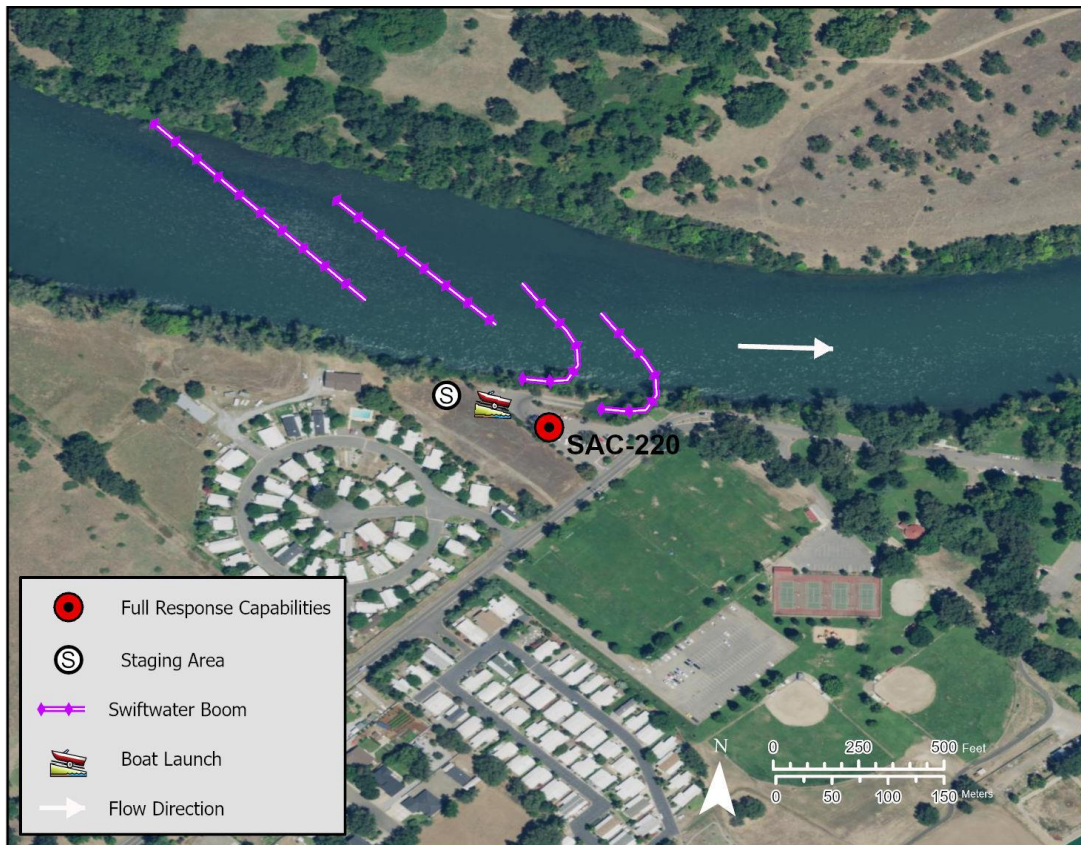 S
SAC-220
Full Response Capabilities
S Staging Area
Swiftwater Boom
Boat Launch
Flow Direction
N
0 250 500 Feet
0 50 100 150 Meters